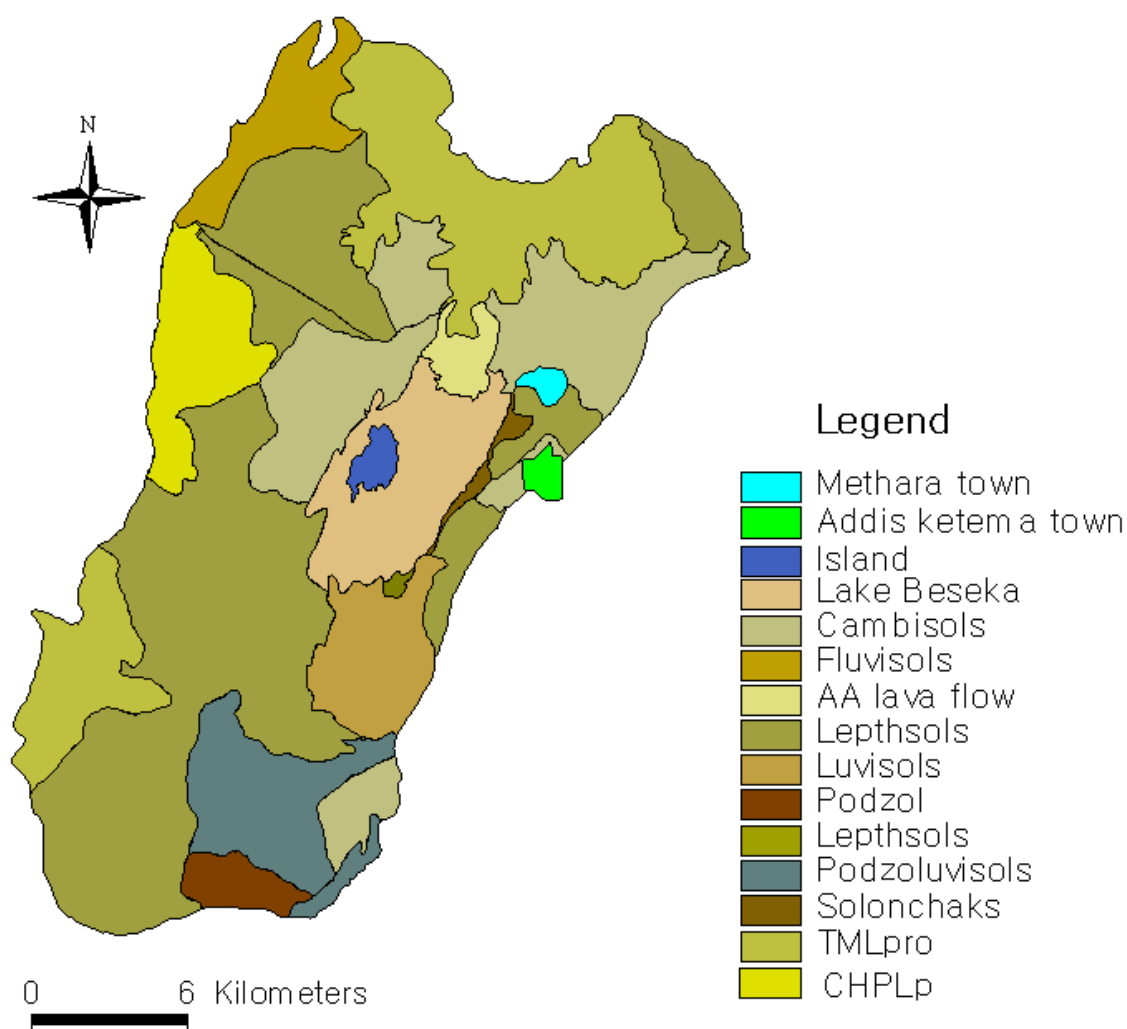 N
Legend
Methara town
Addis ketema town
Island
Lake Beseka
Cambisols
Fluvisols
AA lava flow
Lepthsols
Luvisols
Podzol
Lepthsols
Podzoluvisols
Solonchaks
TMLpro
CHPLp
0 6 Kilometers